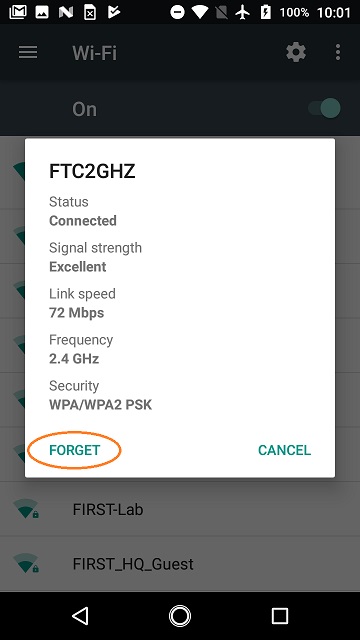 100% 10:01
Wi-Fi
On
FTC2GHZ
Status
Connected
Signal strength
Excellent
Link speed
72 Mbps
Frequency
2.4 GHz
Security
WPA/WPA2 PSK
FORGET CANCEL
FIRST-Lab
FIRST_HQ_Guest